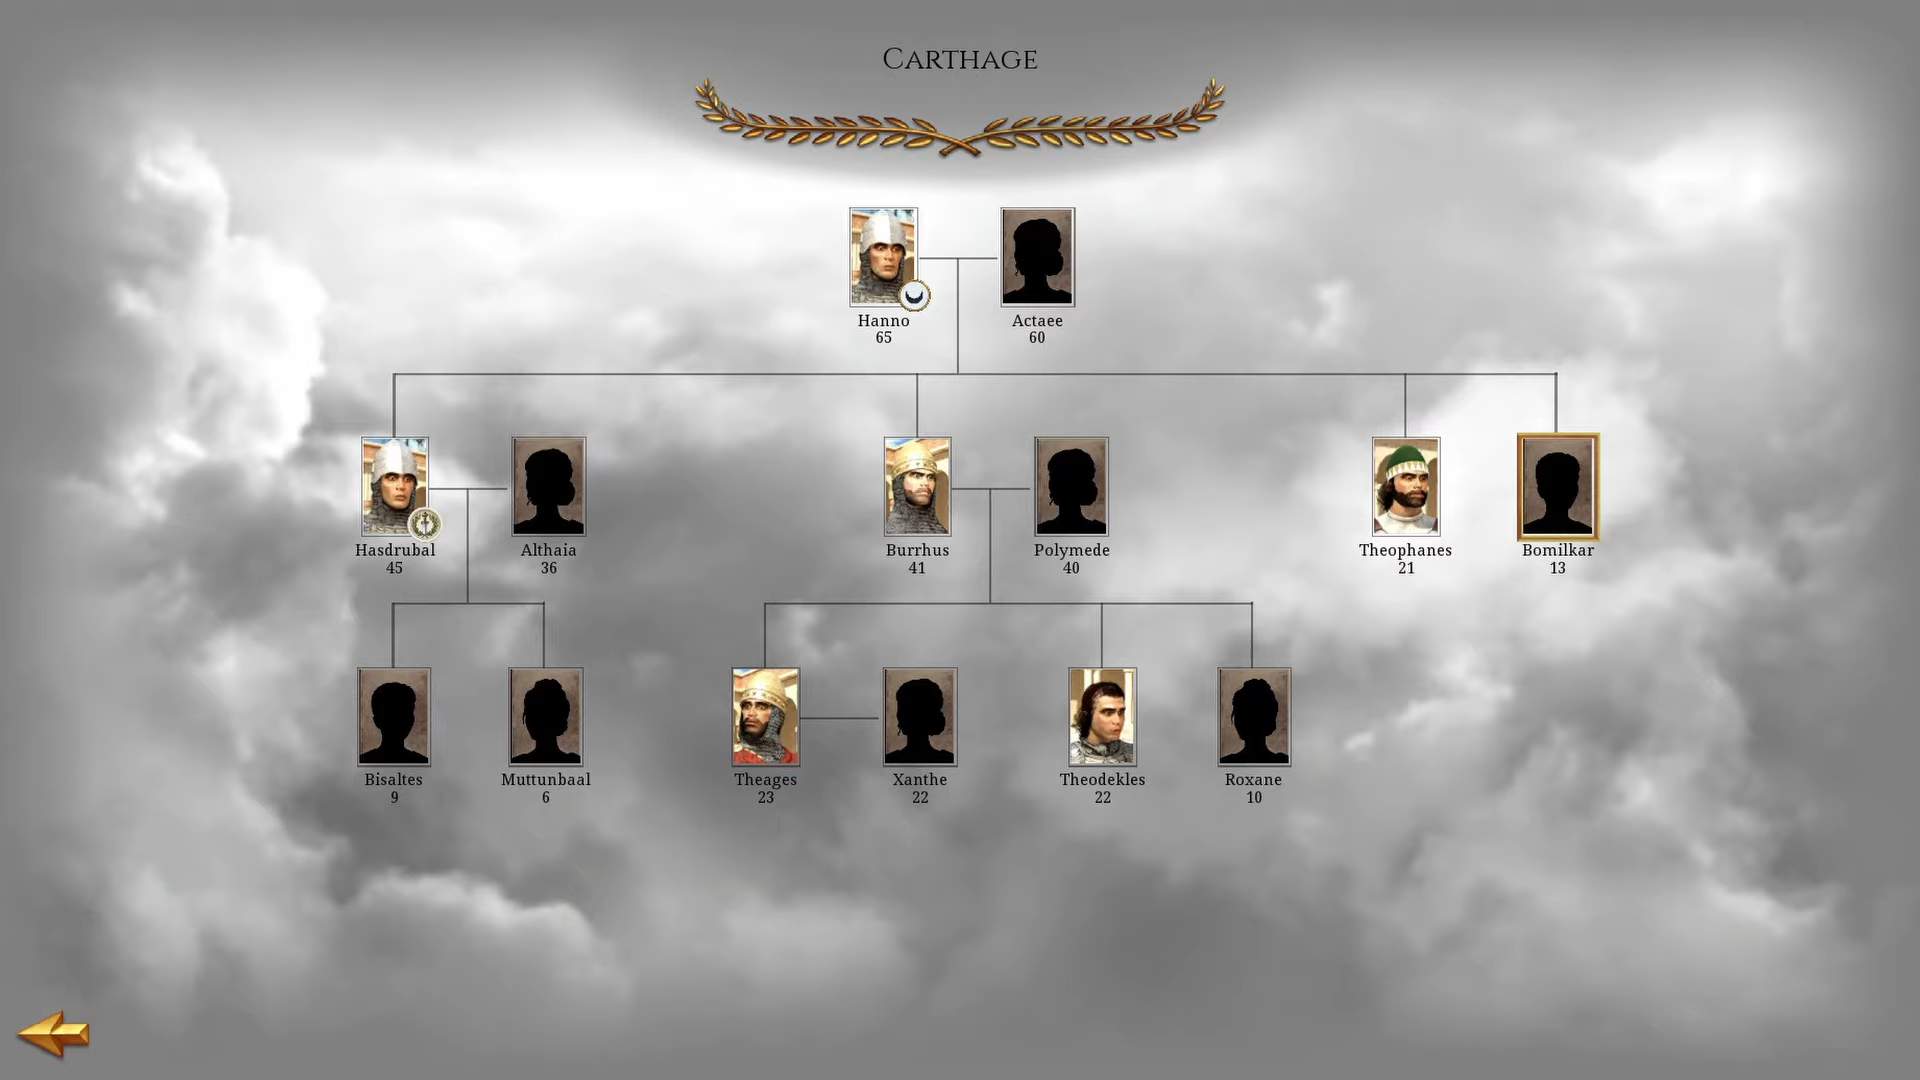 CARTHAGE
Hanno
65
Actaee
60
Hasdrubal
45
Althaia
36
Burrhus
41
Polymede
40
Theophanes
21
Bomilkar
13
Bisaltes
9
Muttunbaal
6
Theages
23
Xanthe
22
Theodekles
22
Roxane
10